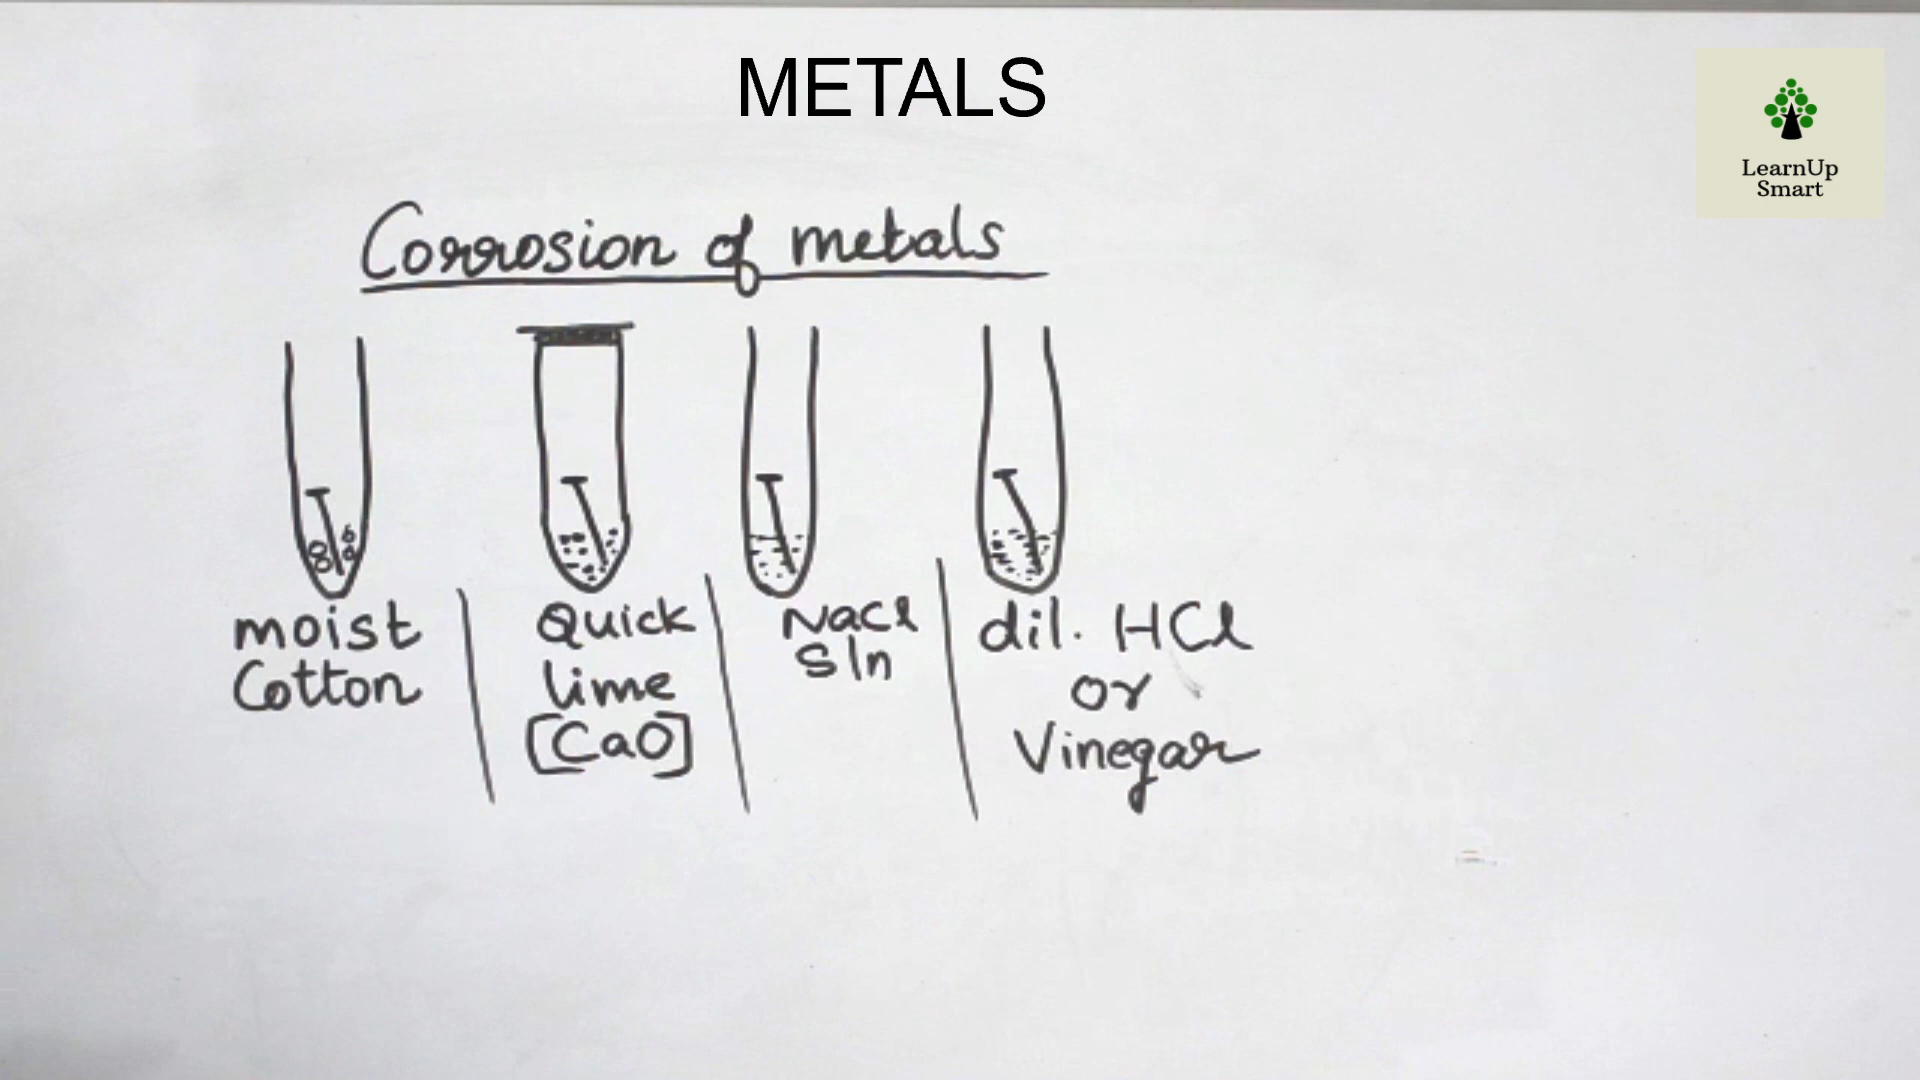 METALS
LearnUp
Smart
Corrosion of metals
moist
Cotton
Quick
lime
[CaO]
NaCl
Sln
dil. HCl
or
Vinegar